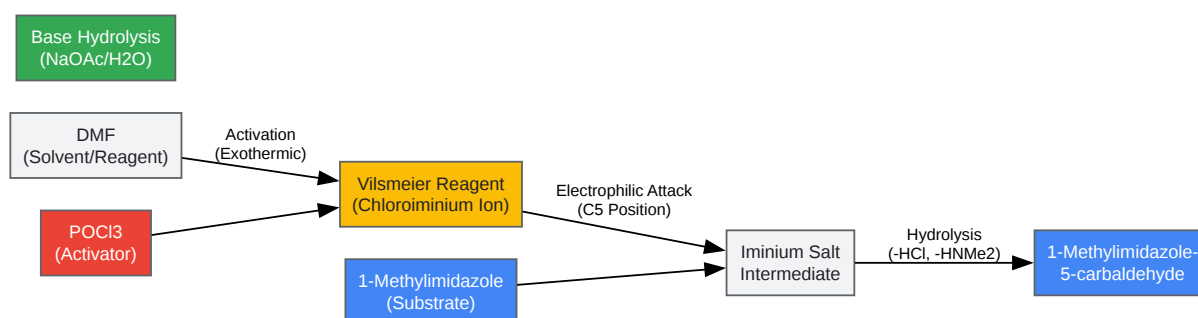 Base Hydrolysis
(NaOAc/H2O)
DMF
(Solvent/Reagent)
Activation
(Exothermic)
POCl3
(Activator)
Vilsmeier Reagent
(Chloroiminium Ion)
Electrophilic Attack
(C5 Position)
1-Methylimidazole
(Substrate)
Iminium Salt
Intermediate
Hydrolysis
(-HCl, -HNMe2)
1-Methylimidazole-
5-carbaldehyde